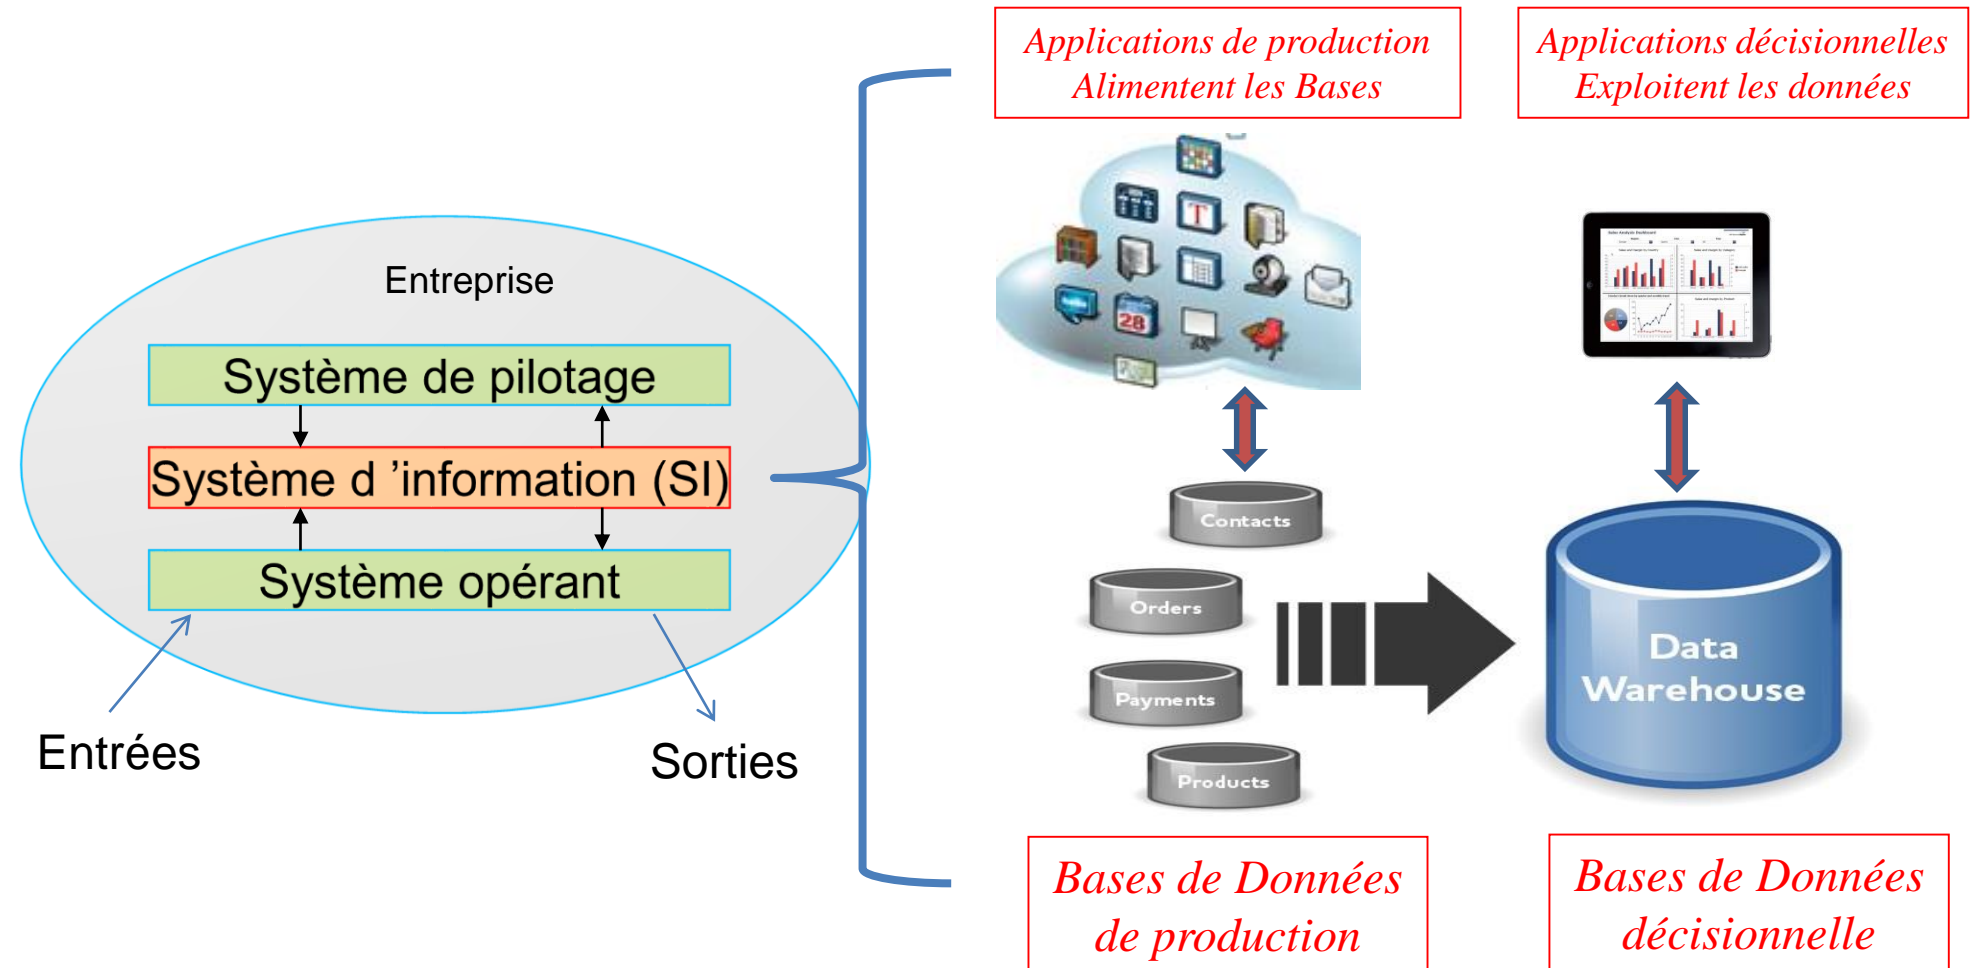 Applications de production
Alimentent les Bases
Applications décisionnelles
Exploitent les données
Entreprise
Système de pilotage
Système d ’information (SI)
Système opérant
Entrées
Sorties
T
28
Contacts
Orders
Payments
Products
Data
Warehouse
Bases de Données
de production
Bases de Données
décisionnelle